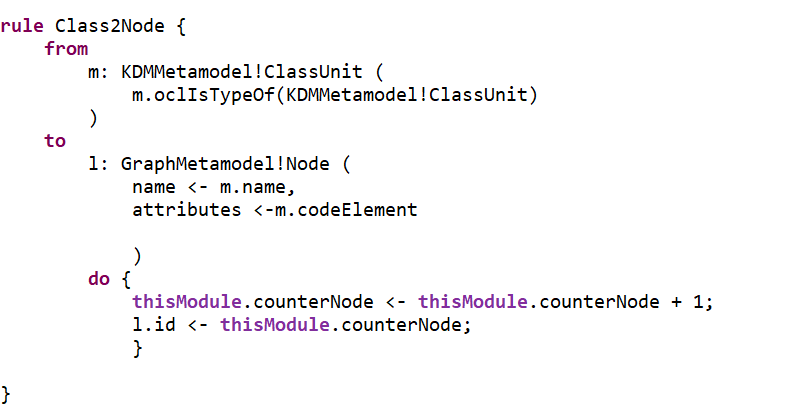 rule Class2Node {
    from
        m: KDMMetamodel!ClassUnit (
            m.oclIsTypeOf(KDMMetamodel!ClassUnit)
        )
    to
        l: GraphMetamodel!Node (
            name <- m.name,
            attributes <-m.codeElement
            )
        do {
            thisModule.counterNode <- thisModule.counterNode + 1;
            l.id <- thisModule.counterNode;
            }
}